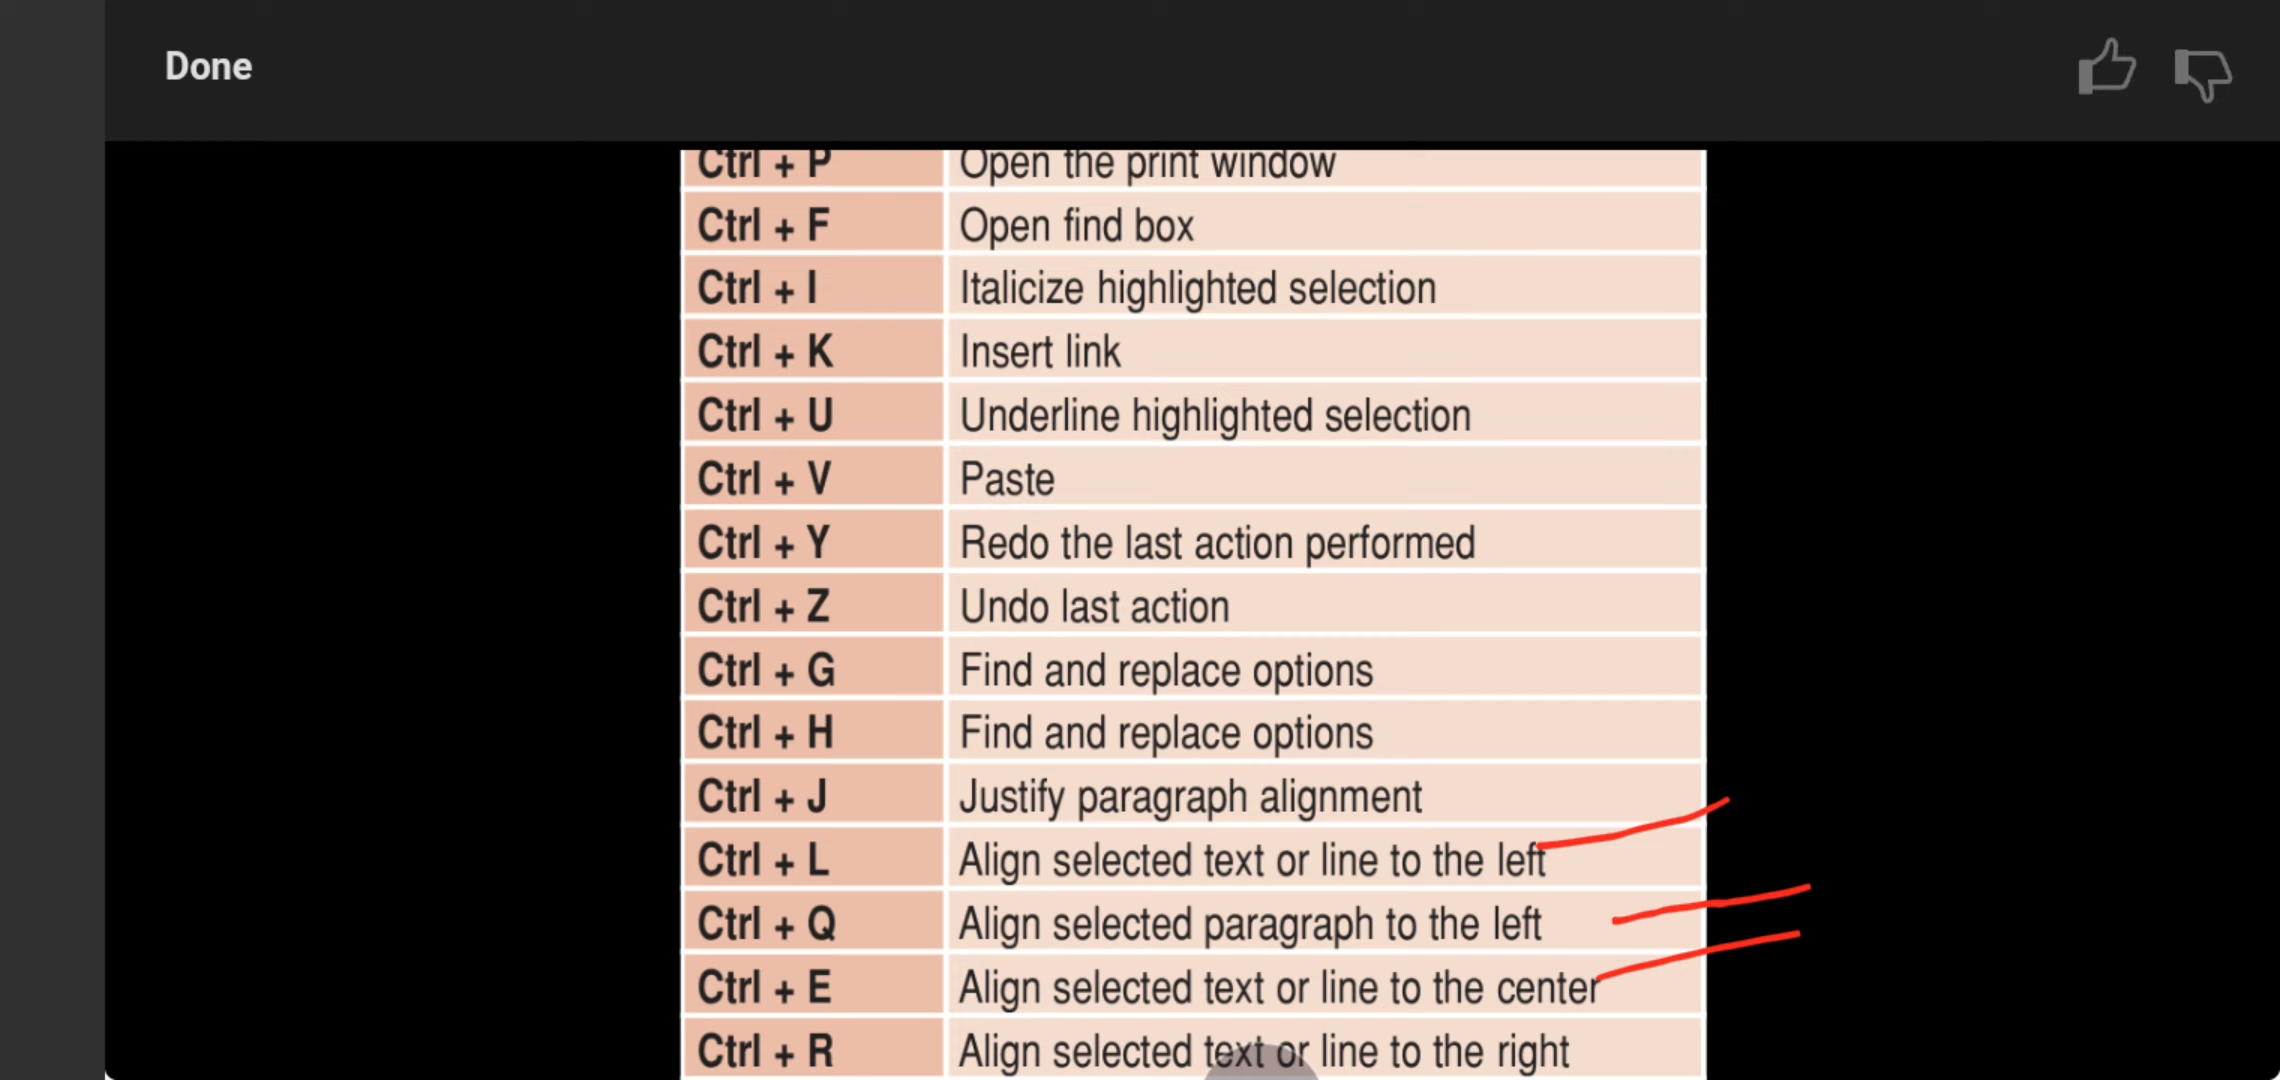 Done
Ctrl + P Open the print window
Ctrl + F Open find box
Ctrl + I Italicize highlighted selection
Ctrl + K Insert link
Ctrl + U Underline highlighted selection
Ctrl + V Paste
Ctrl + Y Redo the last action performed
Ctrl + Z Undo last action
Ctrl + G Find and replace options
Ctrl + H Find and replace options
Ctrl + J Justify paragraph alignment
Ctrl + L Align selected text or line to the left
Ctrl + Q Align selected paragraph to the left
Ctrl + E Align selected text or line to the center
Ctrl + R Align selected text or line to the right